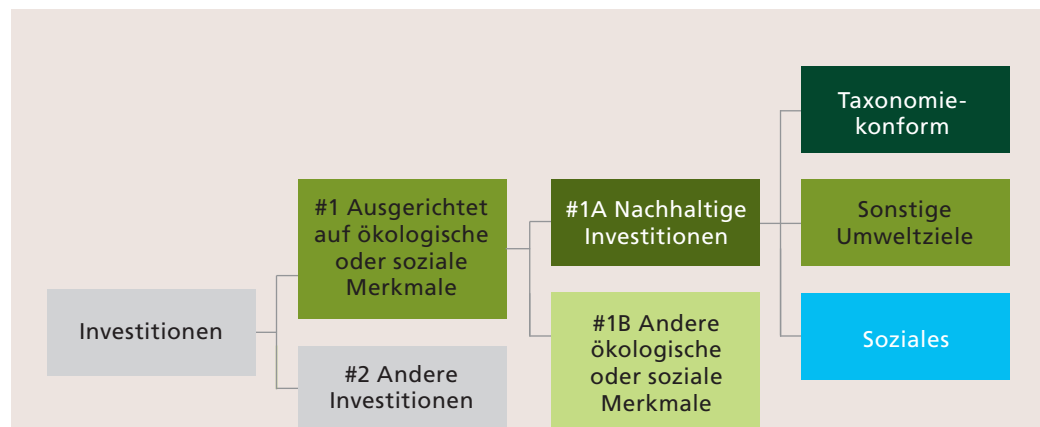 Investitionen
#1 Ausgerichtet
auf ökologische
oder soziale
Merkmale
#2 Andere
Investitionen
#1A Nachhaltige
Investitionen
#1B Andere
ökologische
oder soziale
Merkmale
Taxonomie-
konform
Sonstige
Umweltziele
Soziales